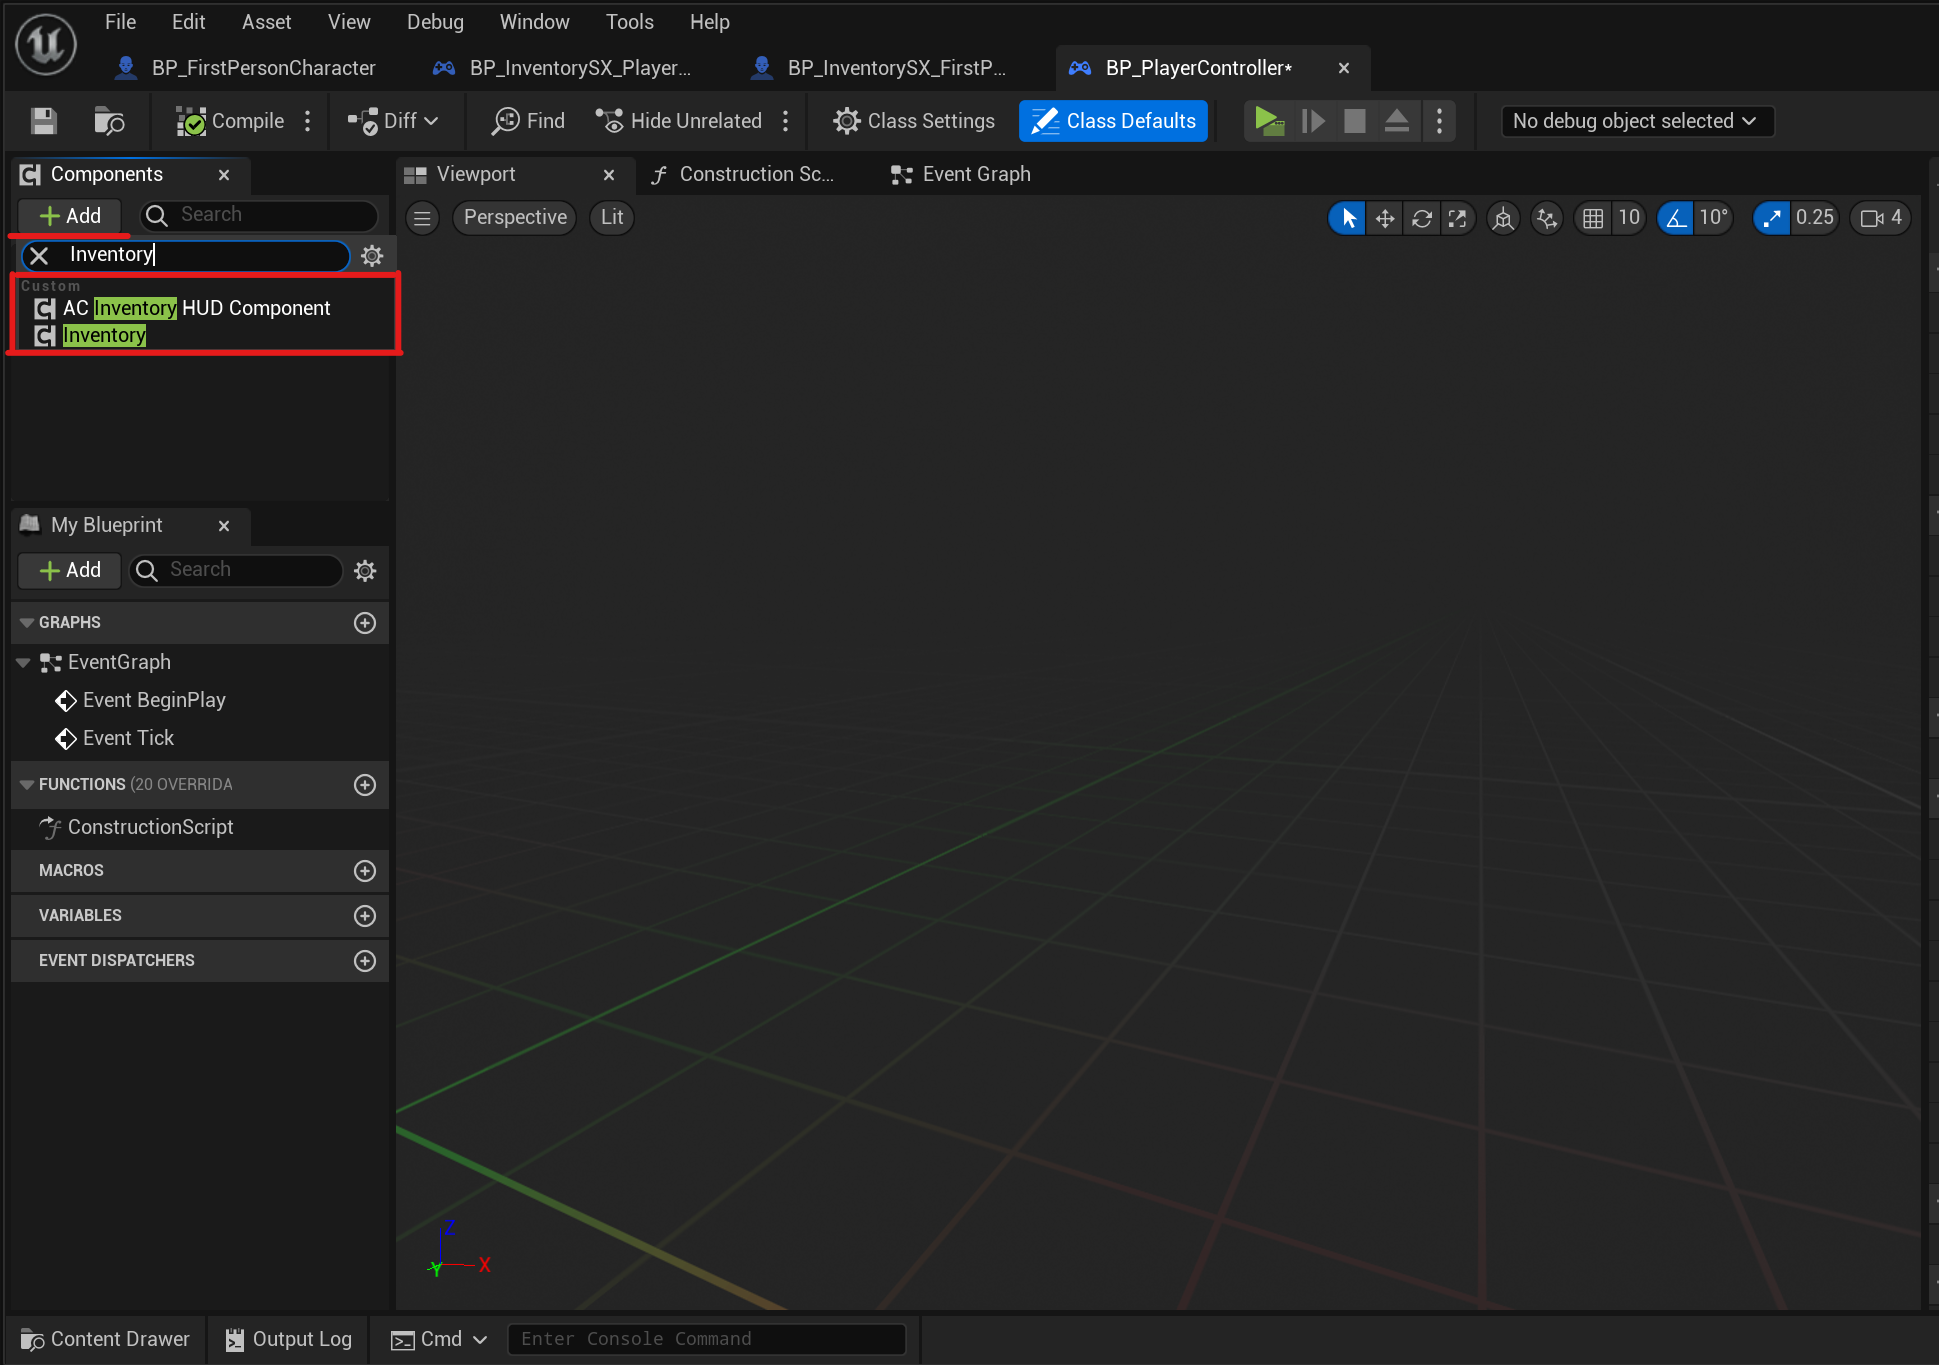 File Edit Asset View Debug Window Tools Help
BP_FirstPersonCharacter BP_InventorySX_Player... BP_InventorySX_FirstP... BP_PlayerController*
Compile Diff Find Hide Unrelated Class Settings Class Defaults No debug object selected
Components Viewport Construction Sc... Event Graph
Add Search Perspective Lit 10 10° 0.25 4
Inventory
Custom
AC Inventory HUD Component
Inventory
My Blueprint
Add Search
GRAPHS
EventGraph
Event BeginPlay
Event Tick
FUNCTIONS (20 OVERRIDA
ConstructionScript
MACROS
VARIABLES
EVENT DISPATCHERS
Z
Y X
Content Drawer Output Log Cmd Enter Console Command